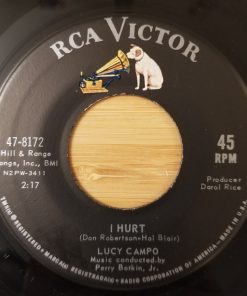 RCA VICTOR
47-8172
Hill & Range
Songs, Inc., BMI
N2PW-3411
2:17
45
RPM
Producer
Darol Rice
I HURT
(Don Robertson-Hal Blair)
LUCY CAMPO
Music conducted by
Perry Botkin, Jr.